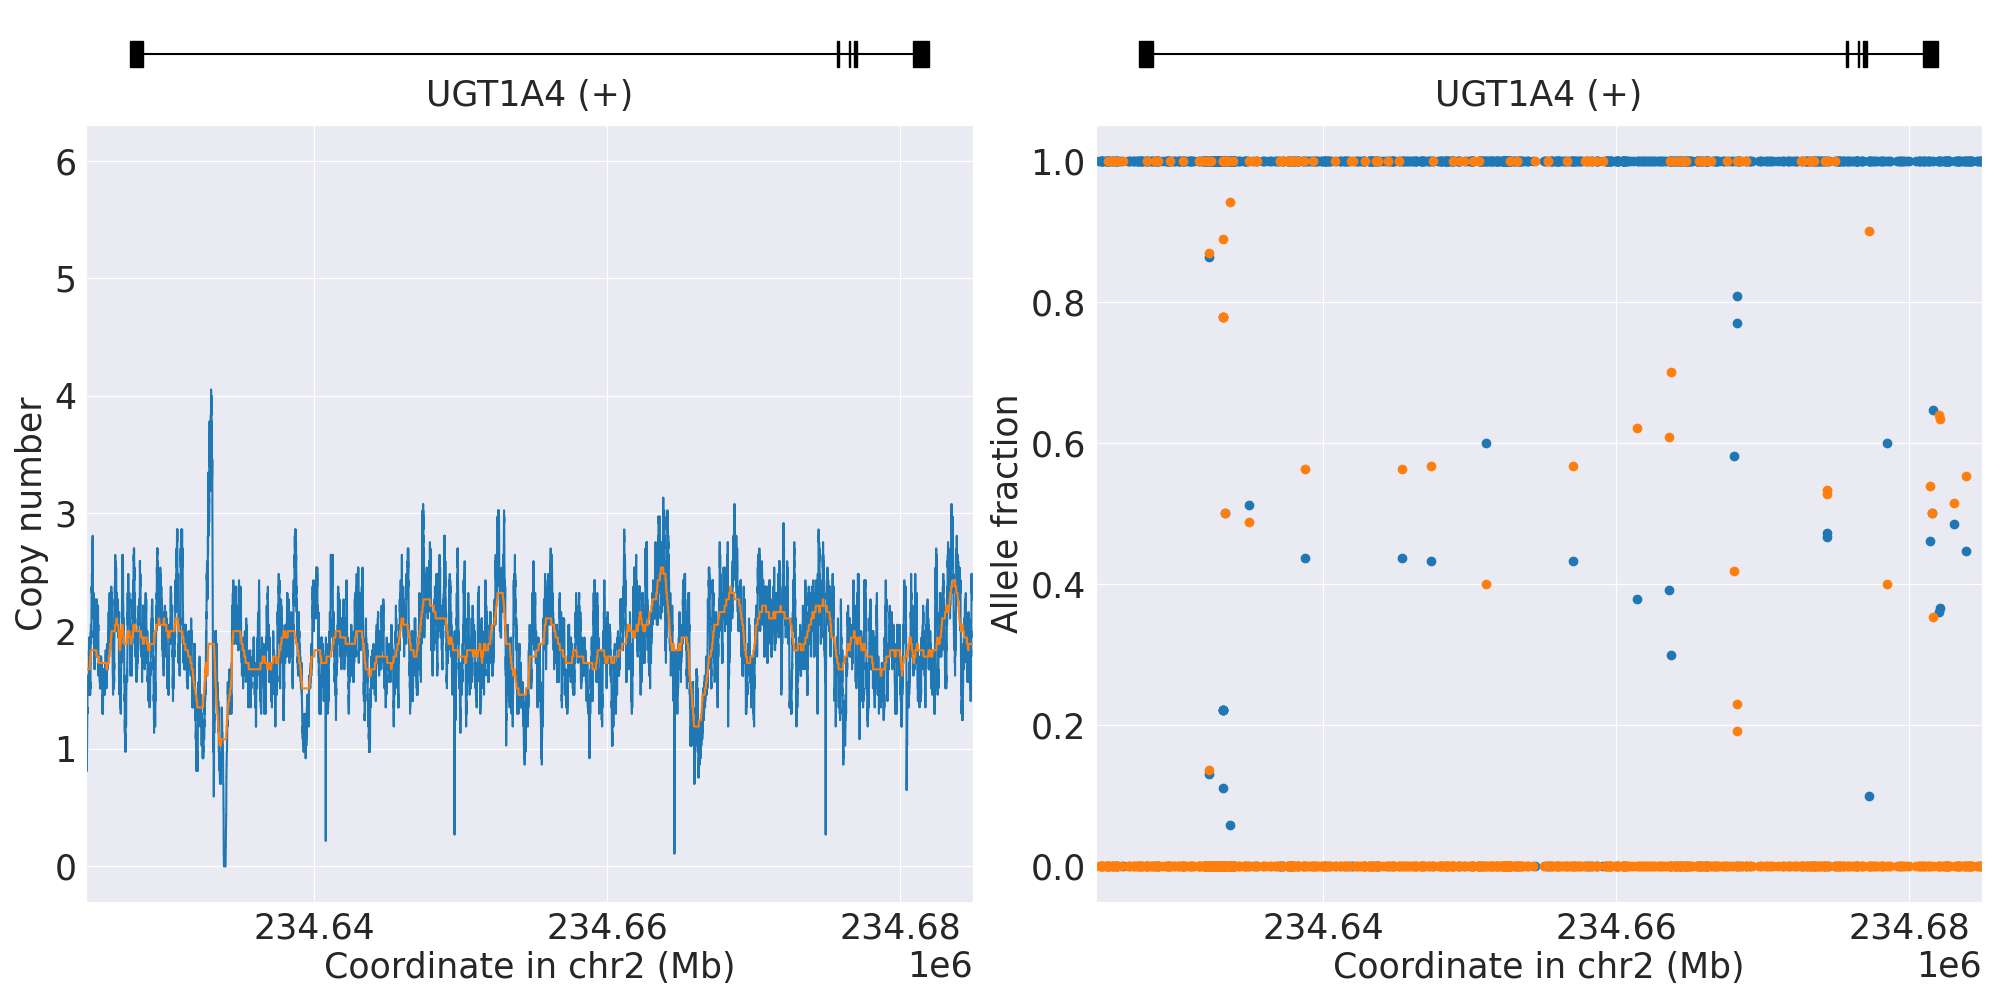 UGT1A4 (+)
Copy number
6
5
4
3
2
1
0
234.64
234.66
234.68
Coordinate in chr2 (Mb)
1e6
UGT1A4 (+)
Allele fraction
1.0
0.8
0.6
0.4
0.2
0.0
234.64
234.66
234.68
Coordinate in chr2 (Mb)
1e6